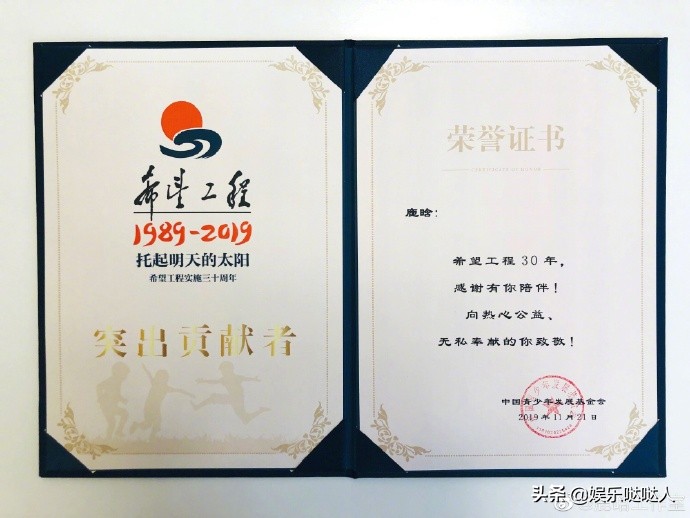 希望工程
1989-2019
托起明天的太阳
希望工程实施三十周年
突出贡献者
荣誉证书
CERTIFICATE OF HONOR
鹿晗:
希望工程30年,
感谢有你陪伴!
向热心公益、
无私奉献的你致敬!
中国青少年发展基金会
2019年11月21日
头条@娱乐哒哒人